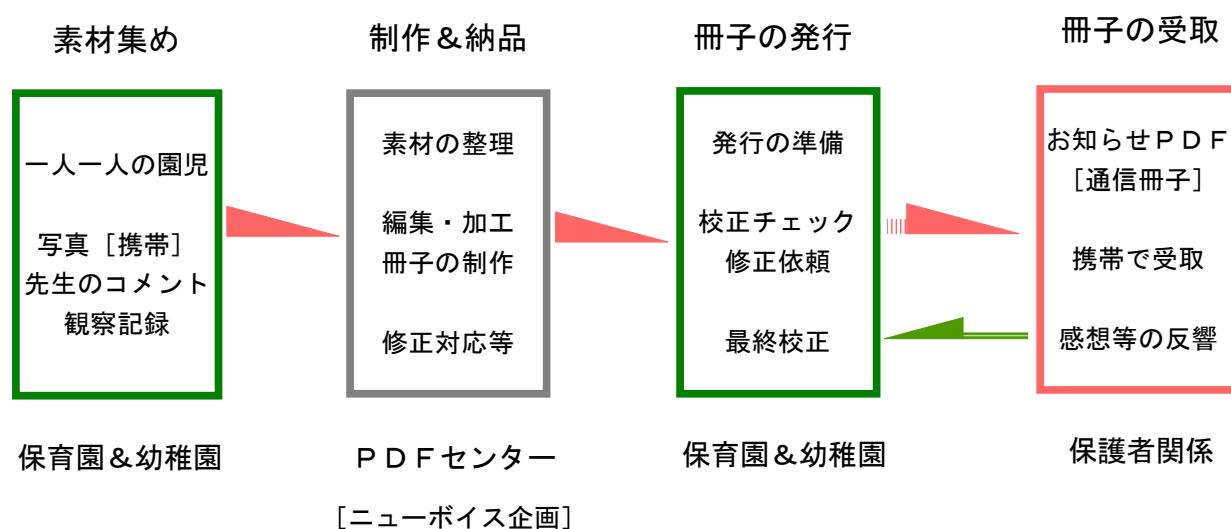 素材集め
一人一人の園児
写真［携帯］
先生のコメント
観察記録
保育園＆幼稚園
制作＆納品
素材の整理
編集・加工
冊子の制作
修正対応等
ＰＤＦセンター
［ニューボイス企画］
冊子の発行
発行の準備
校正チェック
修正依頼
最終校正
保育園＆幼稚園
冊子の受取
お知らせＰＤＦ
［通信冊子］
携帯で受取
感想等の反響
保護者関係